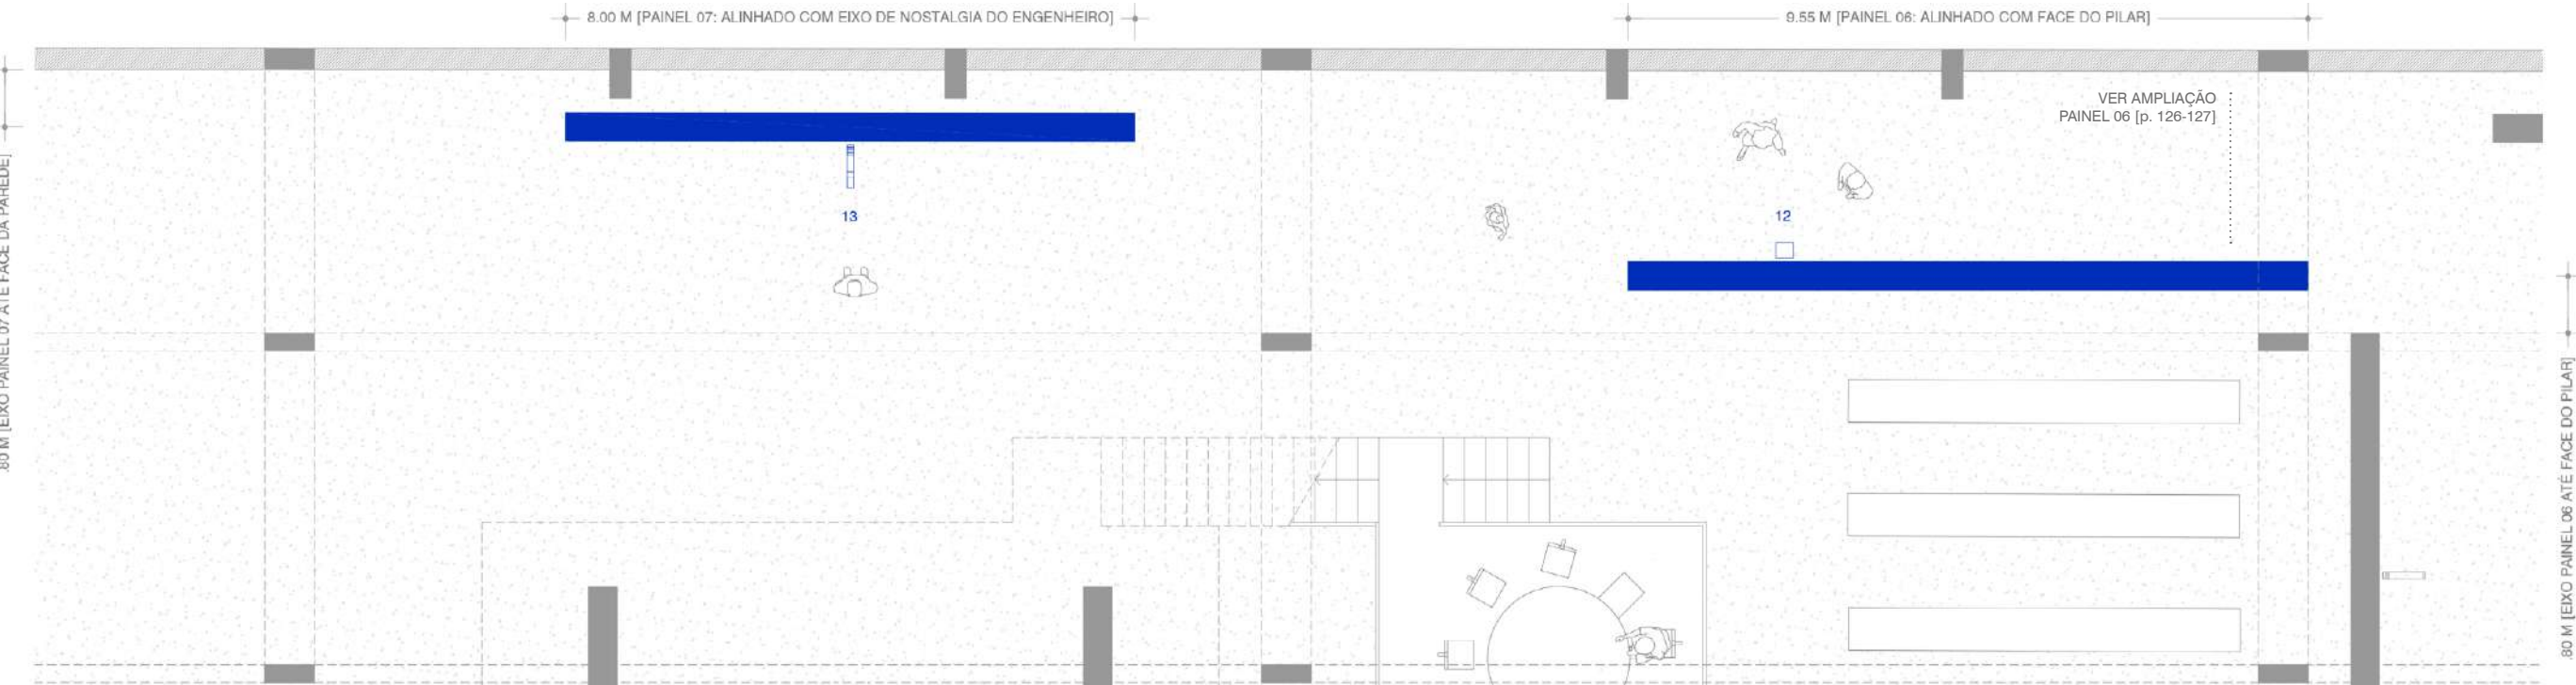 8.00 M [PAINEL 07: ALINHADO COM EIXO DE NOSTALGIA DO ENGENHEIRO]
9.55 M [PAINEL 06: ALINHADO COM FACE DO PILAR]
VER AMPLIAÇÃO
PAINEL 06 [p. 126-127]
13
12
.80 M [EIXO PAINEL 07 ATÉ FACE DA PAREDE]
.80 M [EIXO PAINEL 06 ATÉ FACE DO PILAR]